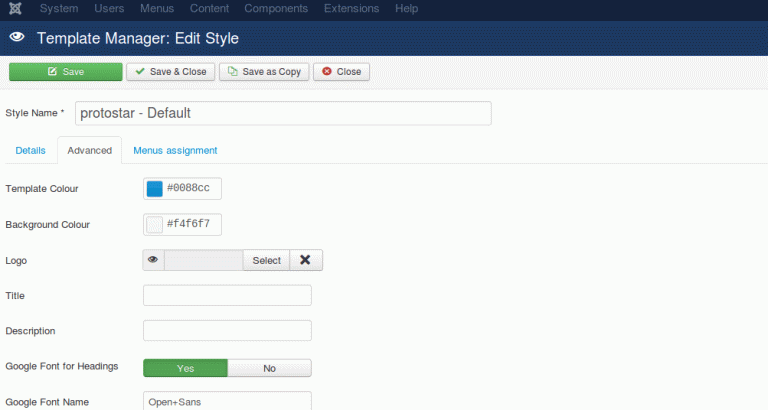 System Users Menus Content Components Extensions Help
Template Manager: Edit Style
Save Save & Close Save as Copy Close
Style Name * protostar - Default
Details Advanced Menus assignment
Template Colour #0088cc
Background Colour #f4f6f7
Logo Select
Title
Description
Google Font for Headings Yes No
Google Font Name Open+Sans